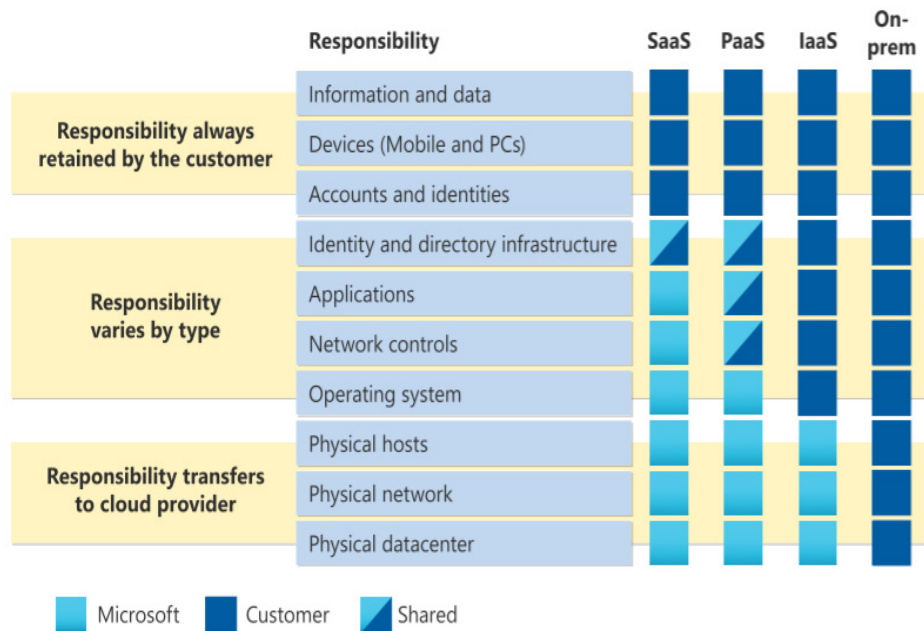 Responsibility SaaS PaaS IaaS On-
prem
Responsibility always
retained by the customer
Information and data
Devices (Mobile and PCs)
Accounts and identities
Responsibility
varies by type
Identity and directory infrastructure
Applications
Network controls
Operating system
Responsibility transfers
to cloud provider
Physical hosts
Physical network
Physical datacenter
Microsoft Customer Shared